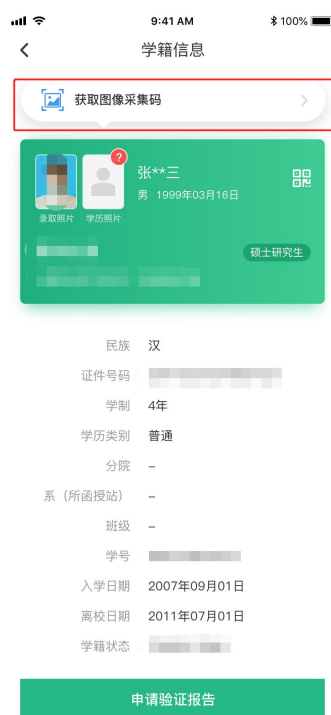 9:41 AM
100%
学籍信息
获取图像采集码
?
张**三
男 1999年03月16日
录取照片 学历照片
硕士研究生
民族 汉
证件号码
学制 4年
学历类别 普通
分院 –
系（所函授站） –
班级 –
学号
入学日期 2007年09月01日
离校日期 2011年07月01日
学籍状态
申请验证报告